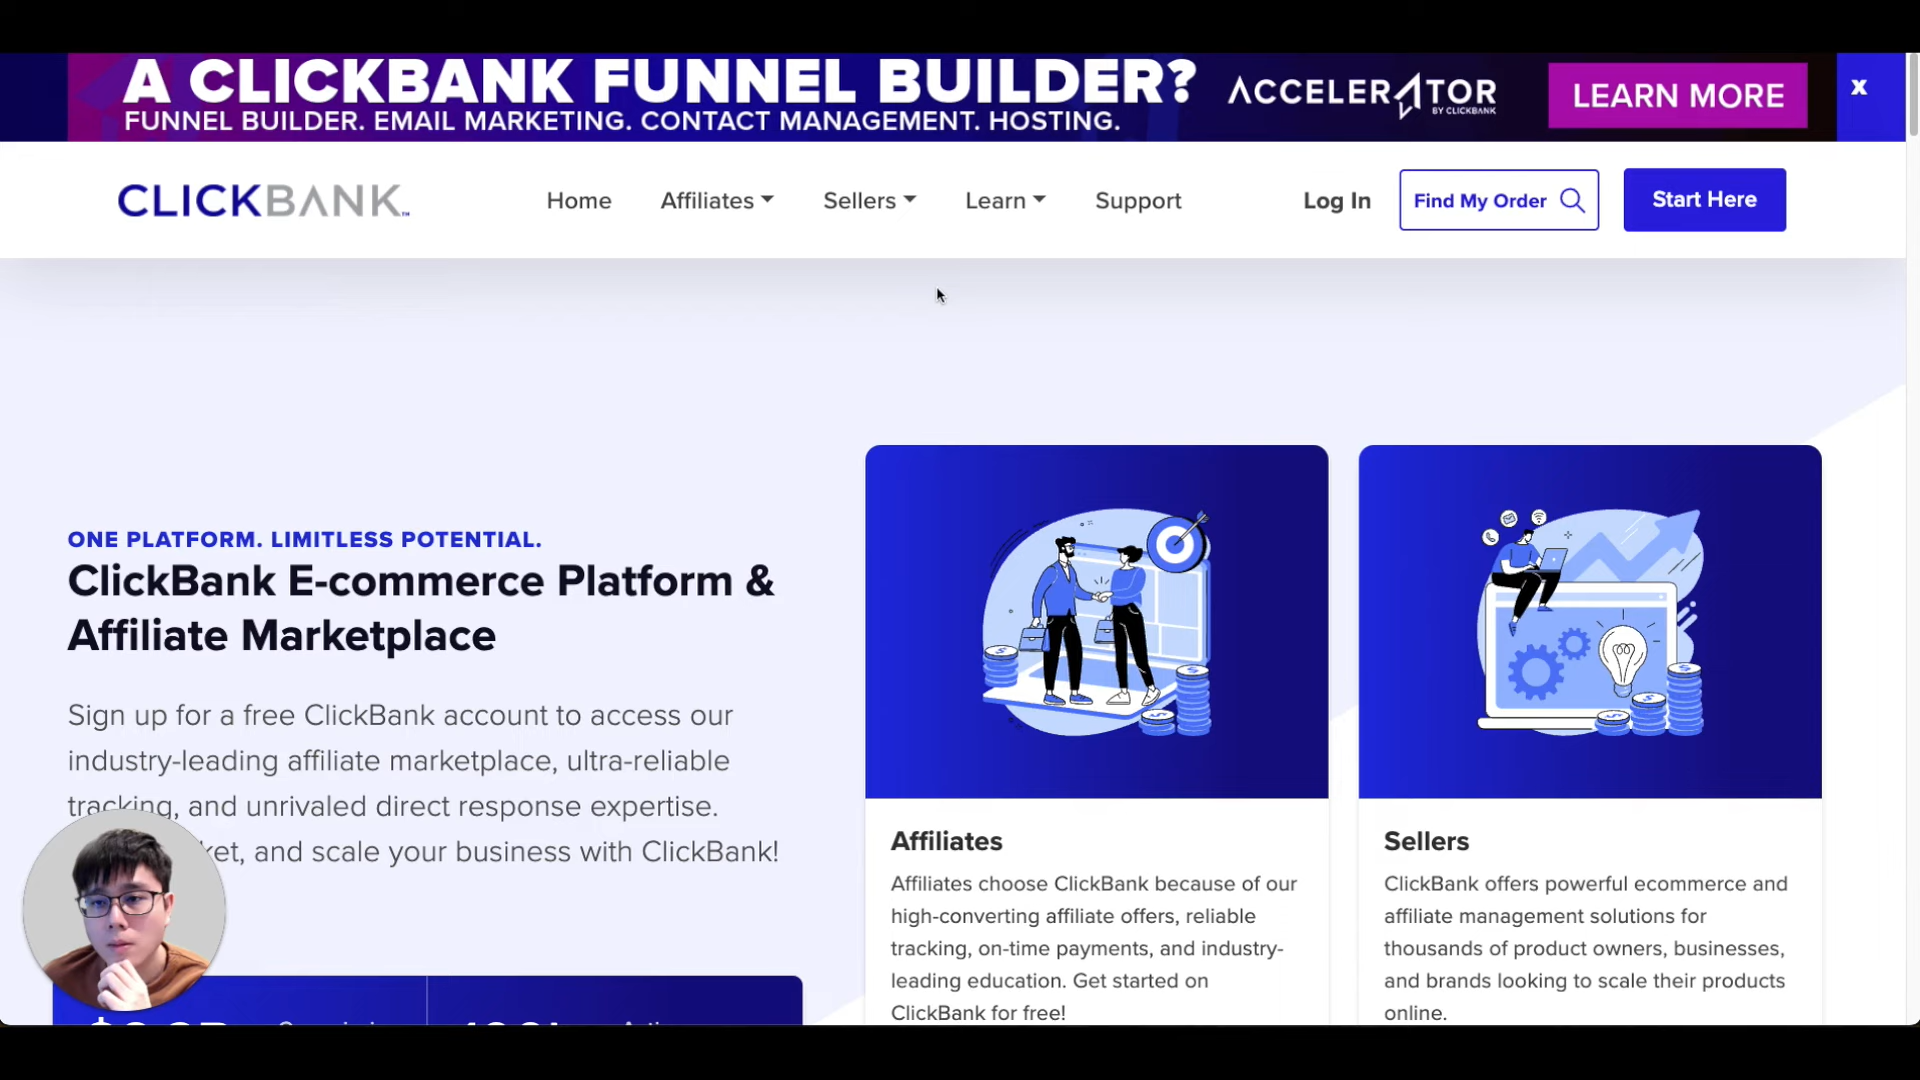 A CLICKBANK FUNNEL BUILDER?
FUNNEL BUILDER. EMAIL MARKETING. CONTACT MANAGEMENT. HOSTING.
ACCELERATOR
BY CLICKBANK
LEARN MORE
X
CLICKBANK
Home
Affiliates
Sellers
Learn
Support
Log In
Find My Order
Start Here
ONE PLATFORM. LIMITLESS POTENTIAL.
ClickBank E-commerce Platform &
Affiliate Marketplace
Sign up for a free ClickBank account to access our
industry-leading affiliate marketplace, ultra-reliable
tracking, and unrivaled direct response expertise.
and scale your business with ClickBank!
Affiliates
Affiliates choose ClickBank because of our
high-converting affiliate offers, reliable
tracking, on-time payments, and industry-
leading education. Get started on
ClickBank for free!
Sellers
ClickBank offers powerful ecommerce and
affiliate management solutions for
thousands of product owners, businesses,
and brands looking to scale their products
online.